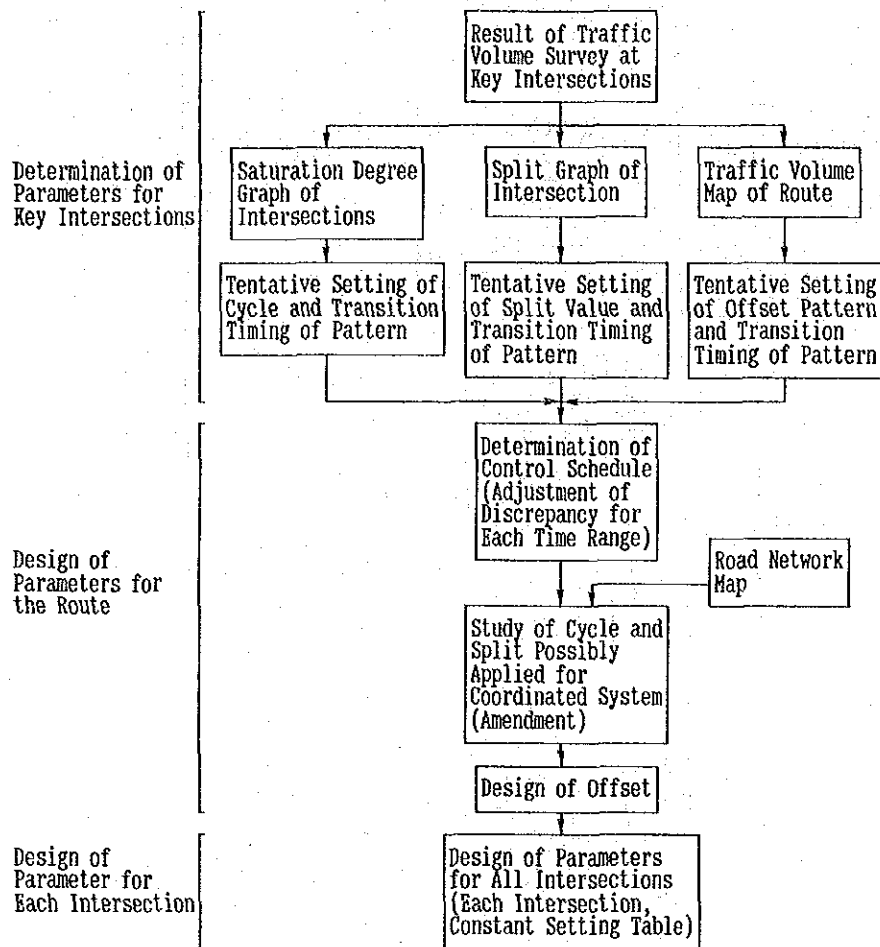 Result of Traffic
Volume Survey at
Key Intersections
Determination of
Parameters for
Key Intersections
Saturation Degree
Graph of
Intersections
Split Graph of
Intersection
Traffic Volume
Map of Route
Tentative Setting of
Cycle and Transition
Timing of Pattern
Tentative Setting
of Split Value and
Transition Timing
of Pattern
Tentative Setting
of Offset Pattern
and Transition
Timing of Pattern
Design of
Parameters for
the Route
Determination of
Control Schedule
(Adjustment of
Discrepancy for
Each Time Range)
Road Network
Map
Study of Cycle and
Split Possibly
Applied for
Coordinated System
(Amendment)
Design of Offset
Design of
Parameter for
Each Intersection
Design of Parameters
for All Intersections
(Each Intersection,
Constant Setting Table)